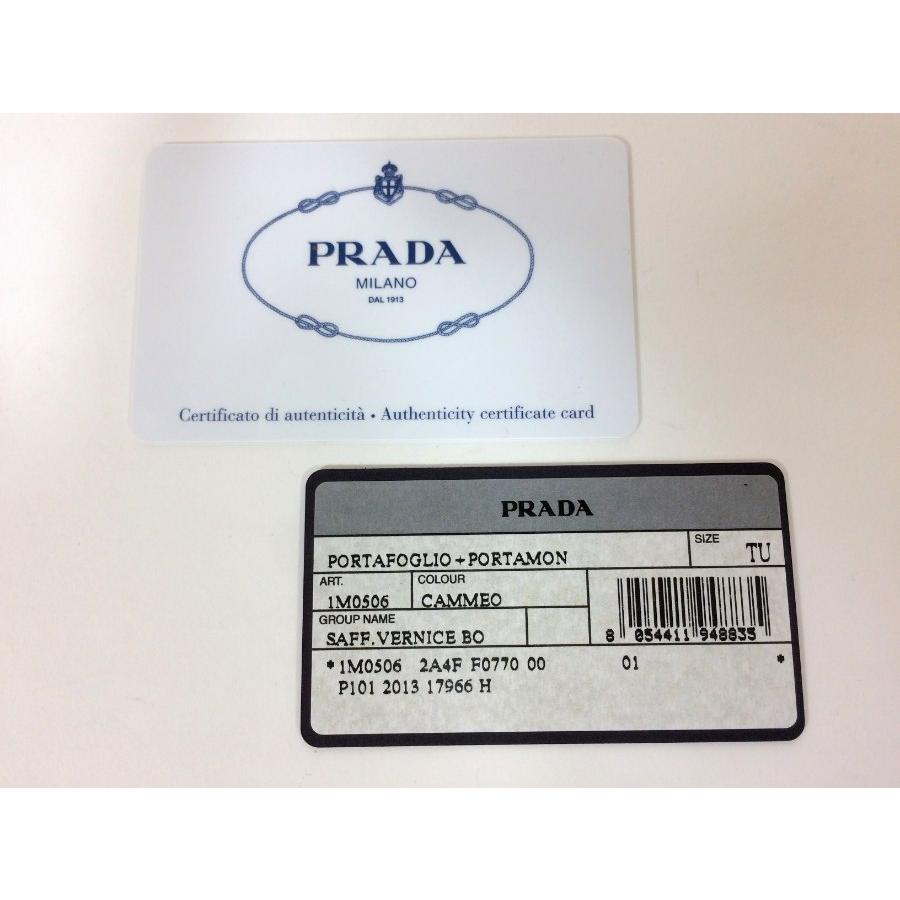 PRADA
MILANO
DAL 1913
Certificato di autenticità • Authenticity certificate card
PRADA
PORTAFOGLIO+PORTAMON
SIZE
TU
ART.
1M0506
COLOUR
CAMMEO
GROUP NAME
SAFF.VERNICE BO
8 054411 948835
*1M0506 2A4F F0770 00 01 *
P101 2013 17966 H